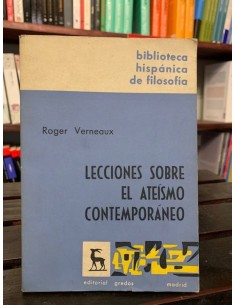 biblioteca
hispánica
de filosofía
Roger Verneaux
LECCIONES SOBRE
EL ATEÍSMO
CONTEMPORÁNEO
editorial gredos madrid